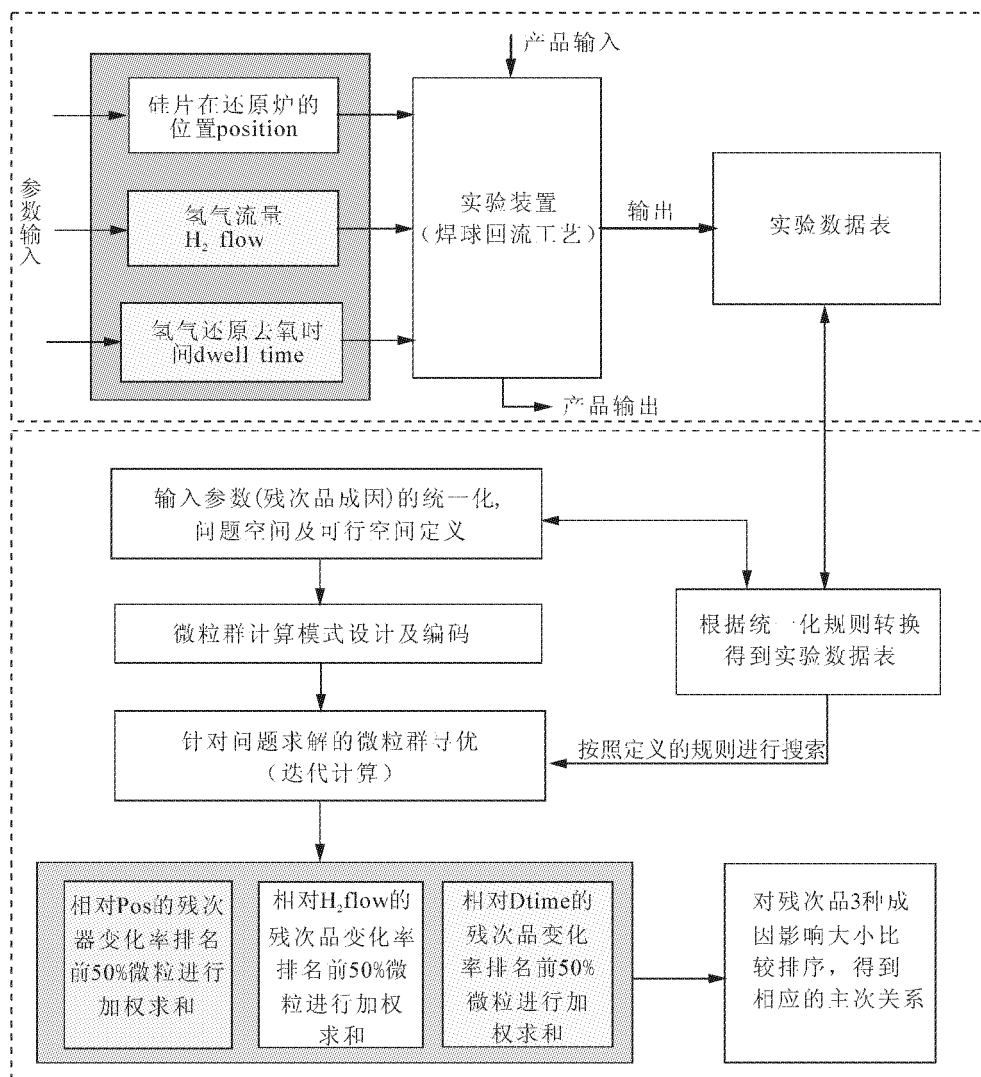 产品输入
硅片在还原炉的
位置position
参数输入
氢气流量
H₂ flow
实验装置
（焊球回流工艺）
输出
实验数据表
氢气还原去氧时
间dwell time
产品输出
输入参数(残次品成因)的统一化,
问题空间及可行空间定义
微粒群计算模式设计及编码
根据统一化规则转换
得到实验数据表
针对问题求解的微粒群寻优
（迭代计算）
按照定义的规则进行搜索
相对Pos的残次
器变化率排名
前50%微粒进行
加权求和
相对H₂flow的
残次品变化率
排名前50%微
粒进行加权
求和
相对Dtime的
残次品变化
率排名前50%
微粒进行加
权求和
对残次品3种成
因影响大小比
较排序，得到
相应的主次关系